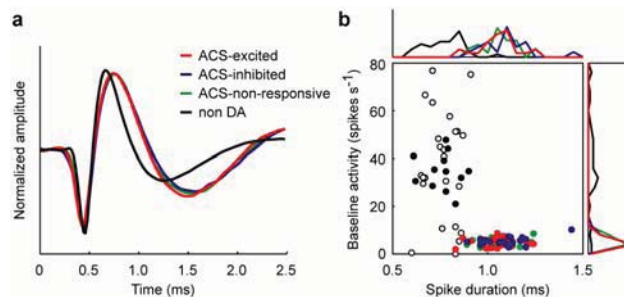 a
b
ACS-excited
ACS-inhibited
ACS-non-responsive
non DA
Normalized amplitude
0 0.5 1.0 1.5 2.0 2.5
Time (ms)
Baseline activity (spikes s⁻¹)
80
60
40
20
0
0.5 1.0 1.5
Spike duration (ms)